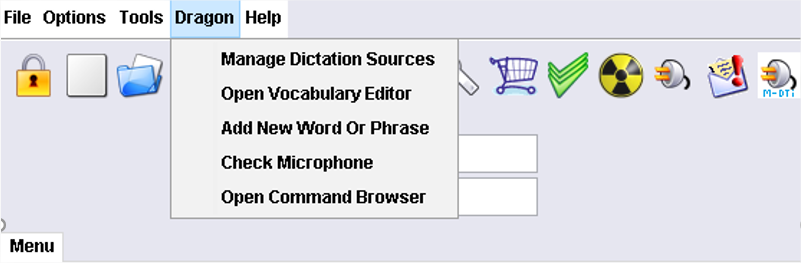 File Options Tools Dragon Help
Manage Dictation Sources
Open Vocabulary Editor
Add New Word Or Phrase
Check Microphone
Open Command Browser
M-DTI
Menu